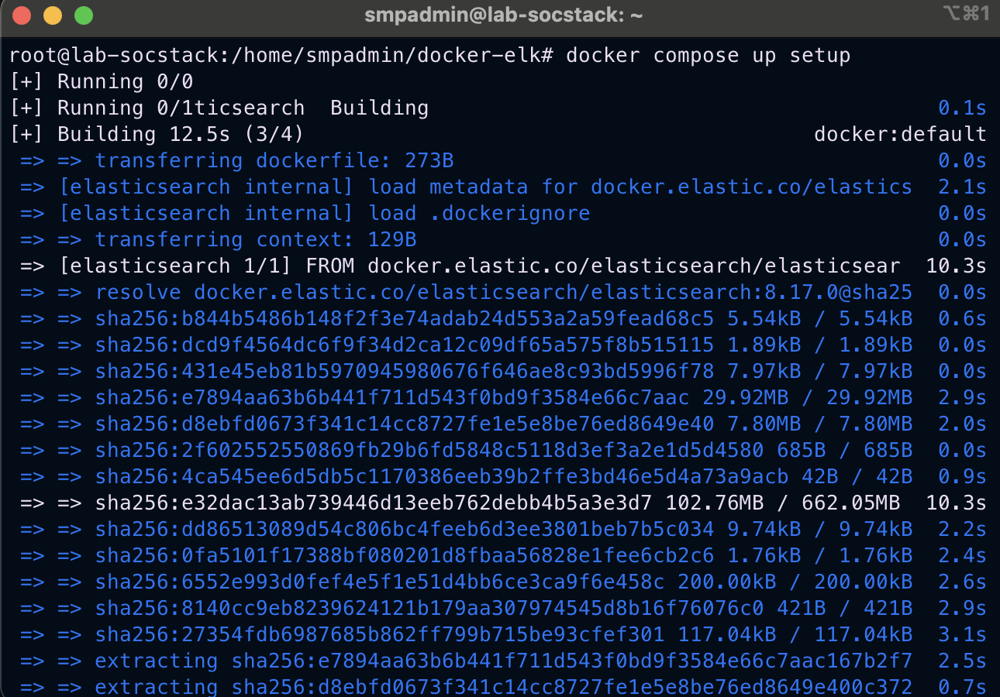 smpadmin@lab-socstack: ~
⌥⌘1
root@lab-socstack:/home/smpadmin/docker-elk# docker compose up setup
[+] Running 0/0
[+] Running 0/1ticsearch  Building 0.1s
[+] Building 12.5s (3/4) docker:default
=> => transferring dockerfile: 273B 0.0s
=> [elasticsearch internal] load metadata for docker.elastic.co/elastics 2.1s
=> [elasticsearch internal] load .dockerignore 0.0s
=> => transferring context: 129B 0.0s
=> [elasticsearch 1/1] FROM docker.elastic.co/elasticsearch/elasticsear 10.3s
=> => resolve docker.elastic.co/elasticsearch/elasticsearch:8.17.0@sha25 0.0s
=> => sha256:b844b5486b148f2f3e74adab24d553a2a59fead68c5 5.54kB / 5.54kB 0.6s
=> => sha256:dcd9f4564dc6f9f34d2ca12c09df65a575f8b515115 1.89kB / 1.89kB 0.0s
=> => sha256:431e45eb81b5970945980676f646ae8c93bd5996f78 7.97kB / 7.97kB 0.0s
=> => sha256:e7894aa63b6b441f711d543f0bd9f3584e66c7aac 29.92MB / 29.92MB 2.9s
=> => sha256:d8ebfd0673f341c14cc8727fe1e5e8be76ed8649e40 7.80MB / 7.80MB 2.0s
=> => sha256:2f602552550869fb29b6fd5848c5118d3ef3a2e1d5d4580 685B / 685B 0.0s
=> => sha256:4ca545ee6d5db5c1170386eeb39b2ffe3bd46e5d4a73a9acb 42B / 42B 0.9s
=> => sha256:e32dac13ab739446d13eeb762debb4b5a3e3d7 102.76MB / 662.05MB 10.3s
=> => sha256:dd86513089d54c806bc4feeb6d3ee3801beb7b5c034 9.74kB / 9.74kB 2.2s
=> => sha256:0fa5101f17388bf080201d8fbaa56828e1fee6cb2c6 1.76kB / 1.76kB 2.4s
=> => sha256:6552e993d0fef4e5f1e51d4bb6ce3ca9f6e458c 200.00kB / 200.00kB 2.6s
=> => sha256:8140cc9eb8239624121b179aa307974545d8b16f76076c0 421B / 421B 2.9s
=> => sha256:27354fdb6987685b862ff799b715be93cfef301 117.04kB / 117.04kB 3.1s
=> => extracting sha256:e7894aa63b6b441f711d543f0bd9f3584e66c7aac167b2f7 2.5s
=> => extracting sha256:d8ebfd0673f341c14cc8727fe1e5e8be76ed8649e400c372 0.7s